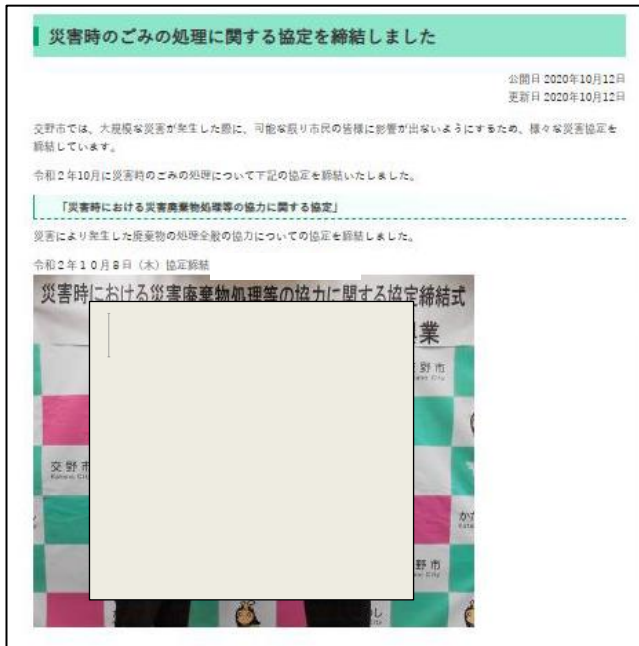 災害時のごみの処理に関する協定を締結しました
公開日 2020年10月12日
更新日 2020年10月12日
交野市では、大規模な災害が発生した際に、可能な限り市民の皆様に影響が出ないようにするため、様々な災害協定を
締結しています。
令和2年10月に災害時のごみの処理について下記の協定を締結いたしました。
「災害時における災害廃棄物処理等の協力に関する協定」
災害により発生した廃棄物の処理全般の協力についての協定を締結しました。
令和2年10月8日（木）協定締結
災害時における災害廃棄物処理等の協力に関する協定締結式
業
野市
交野市
野市